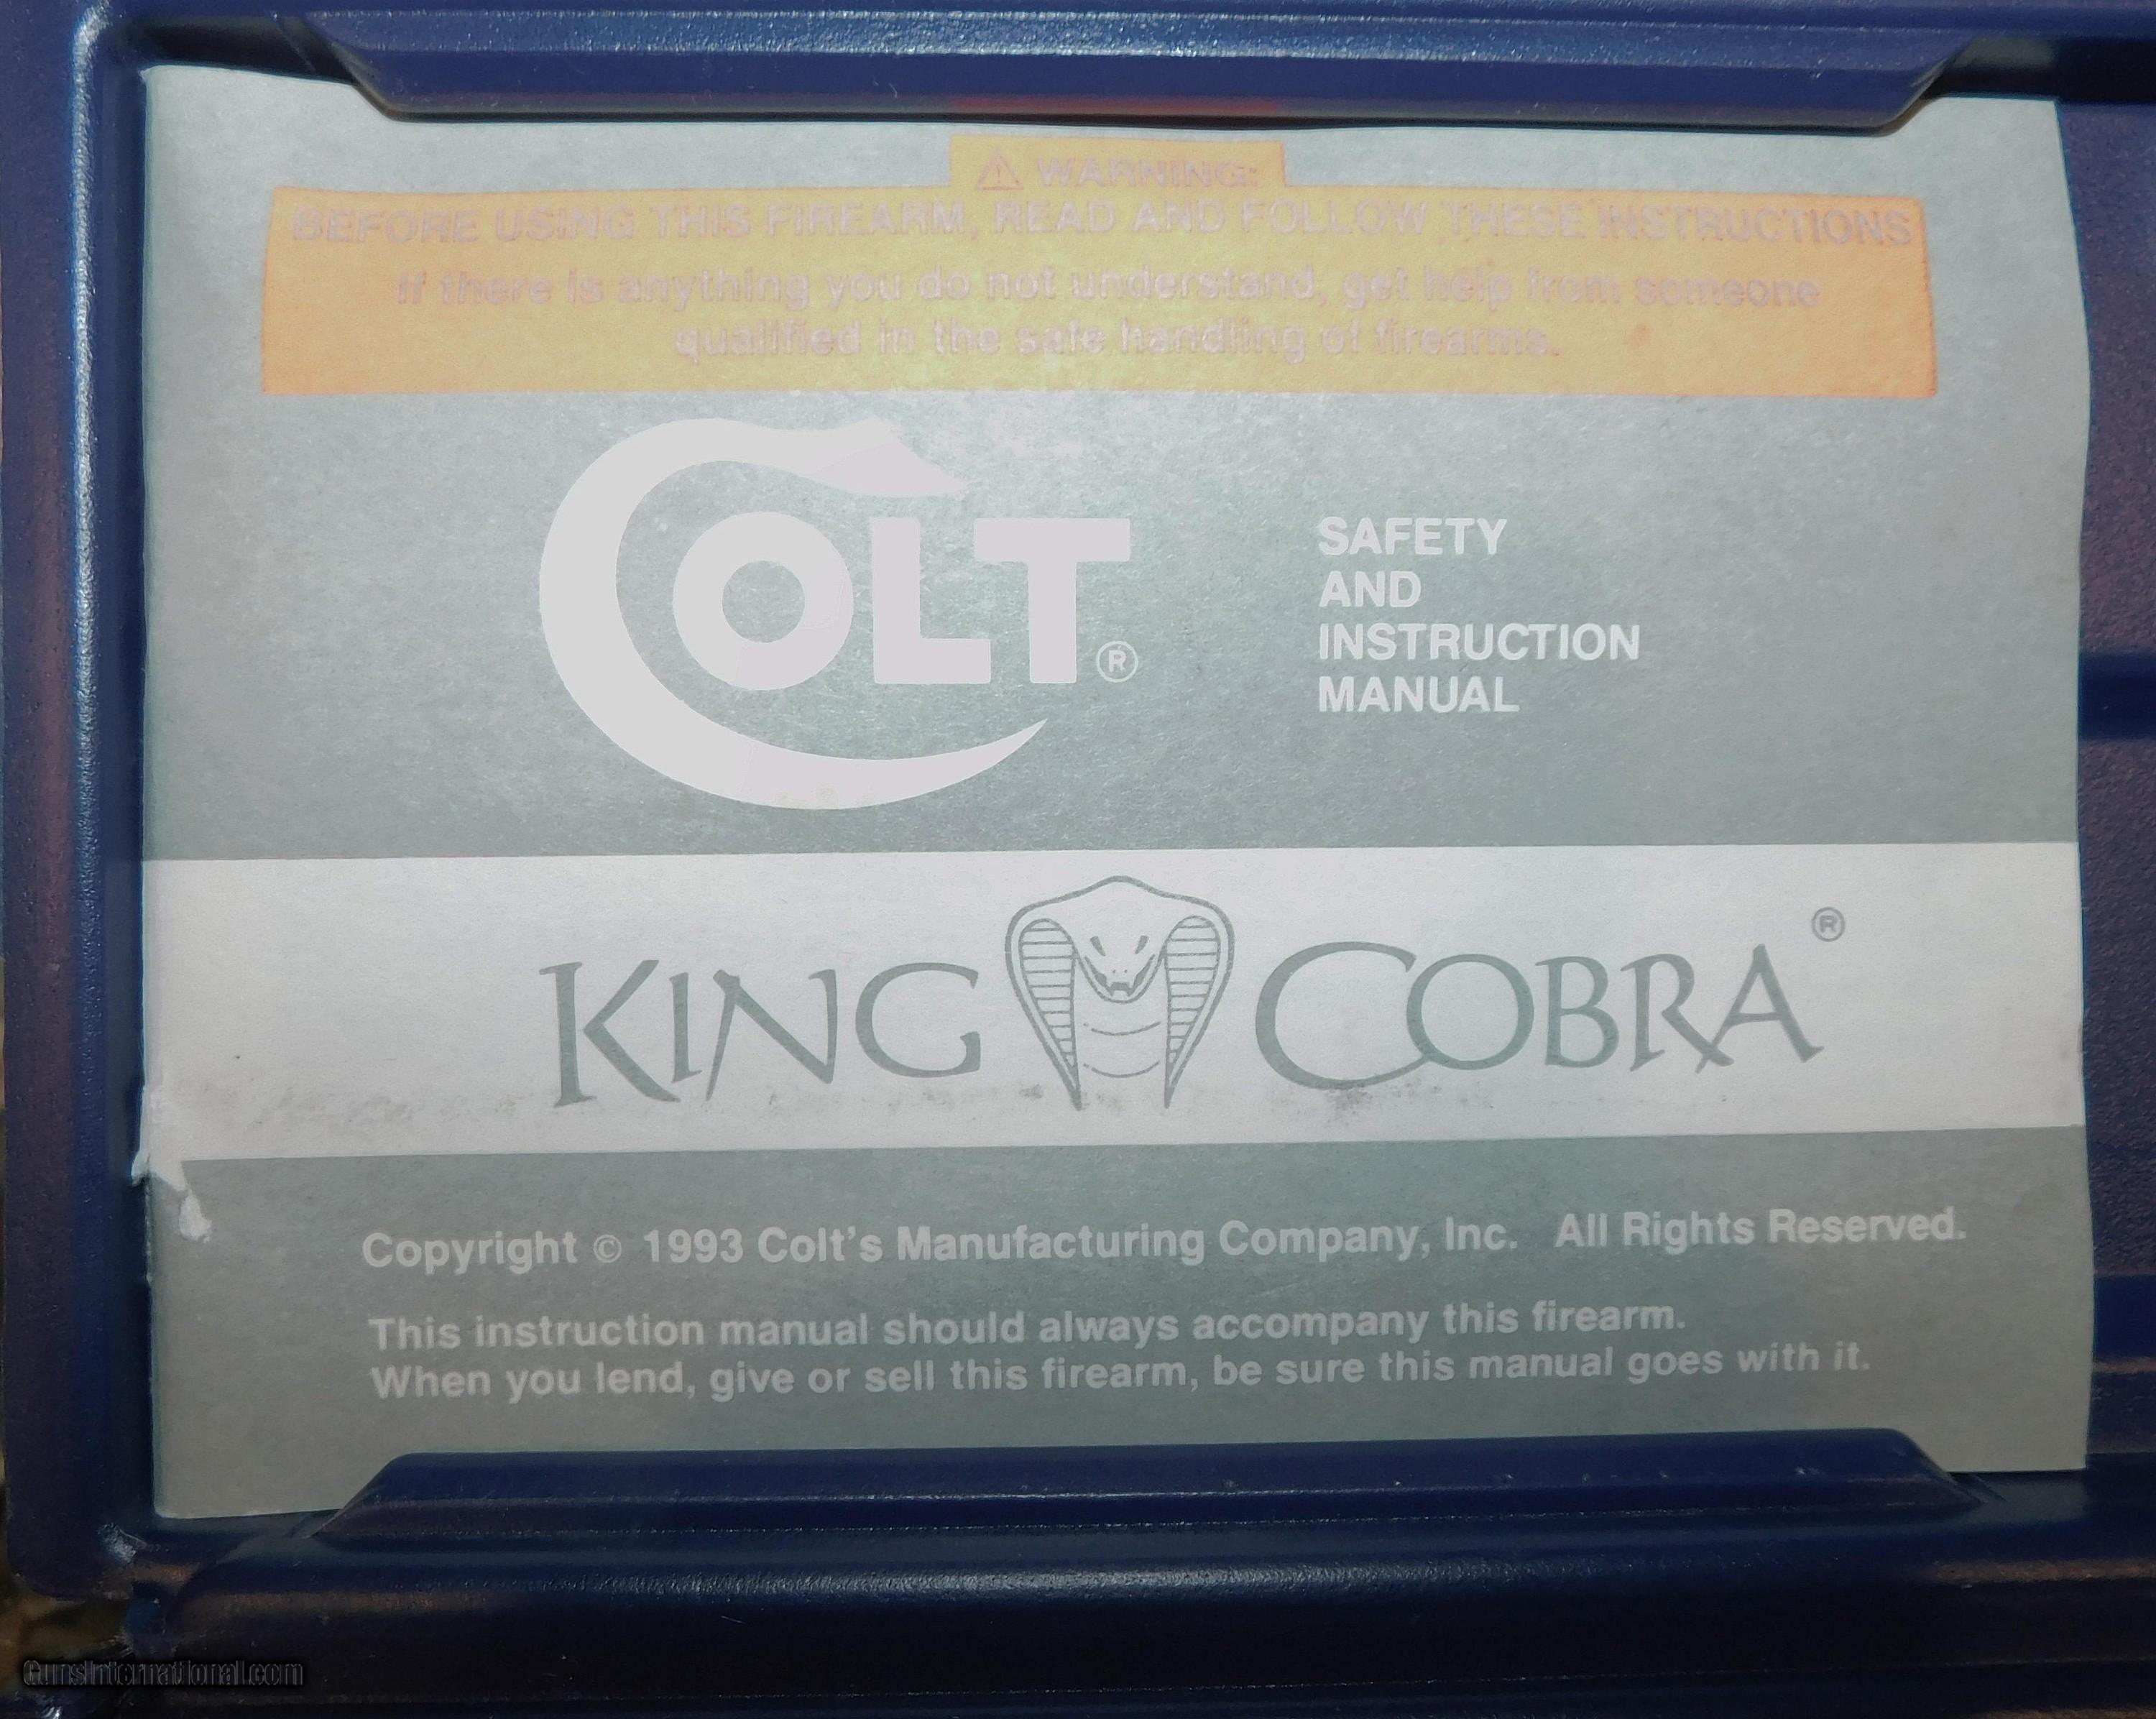 ⚠ WARNING:
BEFORE USING THIS FIREARM, READ AND FOLLOW THESE INSTRUCTIONS
If there is anything you do not understand, get help from someone
qualified in the safe handling of firearms.
COLT®
SAFETY
AND
INSTRUCTION
MANUAL
KING COBRA®
Copyright © 1993 Colt's Manufacturing Company, Inc. All Rights Reserved.
This instruction manual should always accompany this firearm.
When you lend, give or sell this firearm, be sure this manual goes with it.
GunsInternational.com